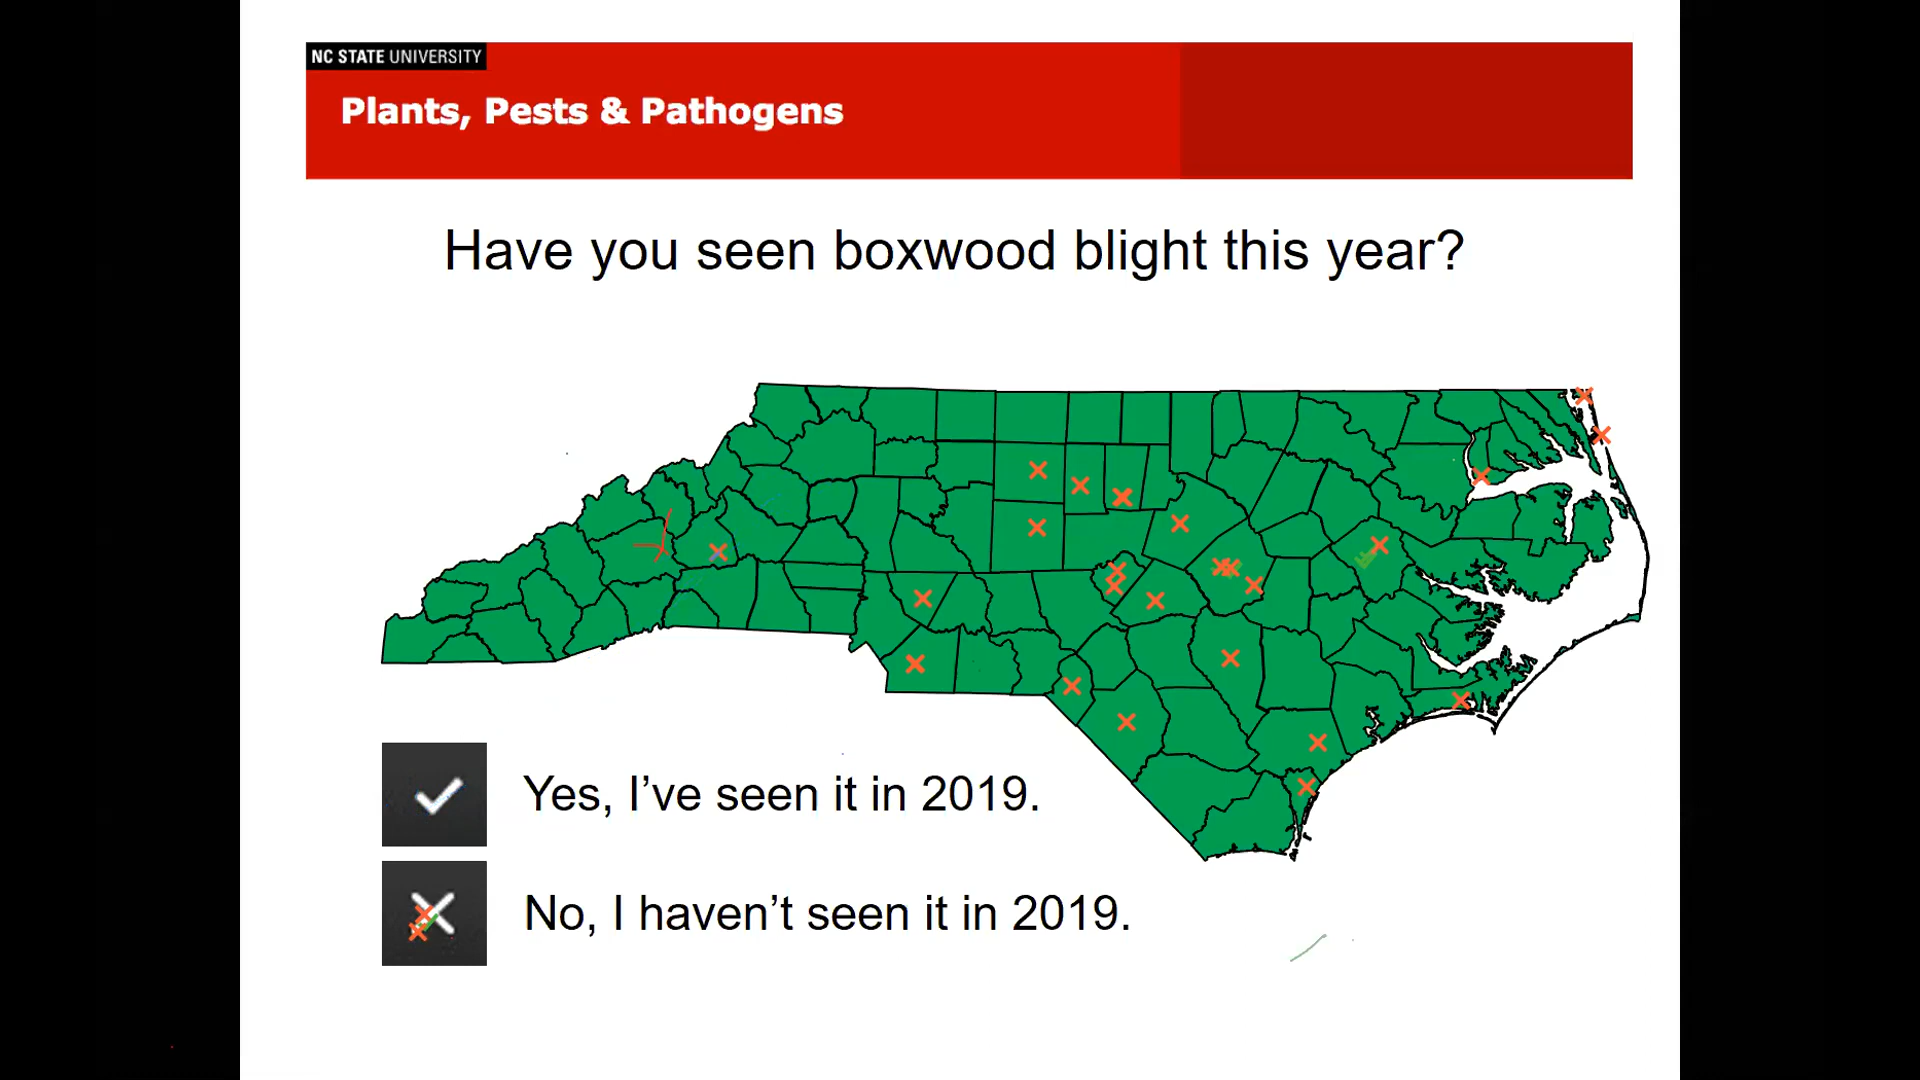 NC STATE UNIVERSITY
Plants, Pests & Pathogens
Have you seen boxwood blight this year?
Yes, I’ve seen it in 2019.
No, I haven’t seen it in 2019.